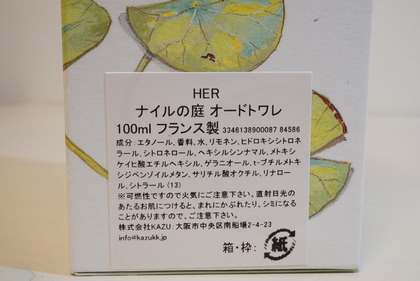 HER
ナイルの庭 オードトワレ
100ml フランス製 3346138900087 84586
成分:エタノール、香料、水、リモネン、ヒドロキシシトロネ
ラール、シトロネロール、ヘキシルシンナマル、メトキシ
ケイヒ酸エチルヘキシル、ゲラニオール、t-ブチルメトキ
シジベンゾイルメタン、サリチル酸オクチル、リナロー
ル、シトラール (13)
※可燃性ですので火気にご注意下さい。直射日光の
あたるお肌につけると、まれにかぶれたり、シミになる
ことがありますので、ご注意下さい。
株式会社KAZU:大阪市中央区南船場2-4-23
info@kazukk.jp
箱・枠: 紙